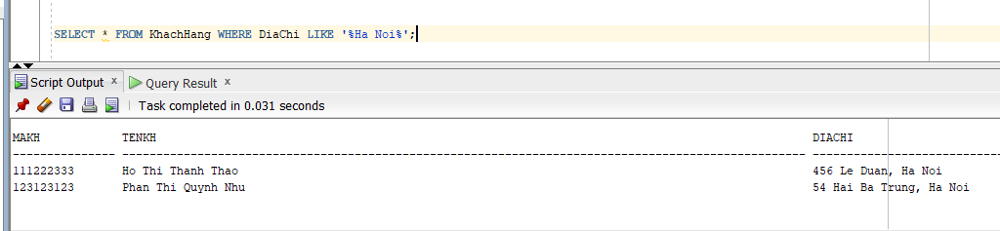 SELECT * FROM KhachHang WHERE DiaChi LIKE '%Ha Noi%';
Script Output x Query Result x
Task completed in 0.031 seconds
MAKH TENKH DIACHI
111222333 Ho Thi Thanh Thao 456 Le Duan, Ha Noi
123123123 Phan Thi Quynh Nhu 54 Hai Ba Trung, Ha Noi